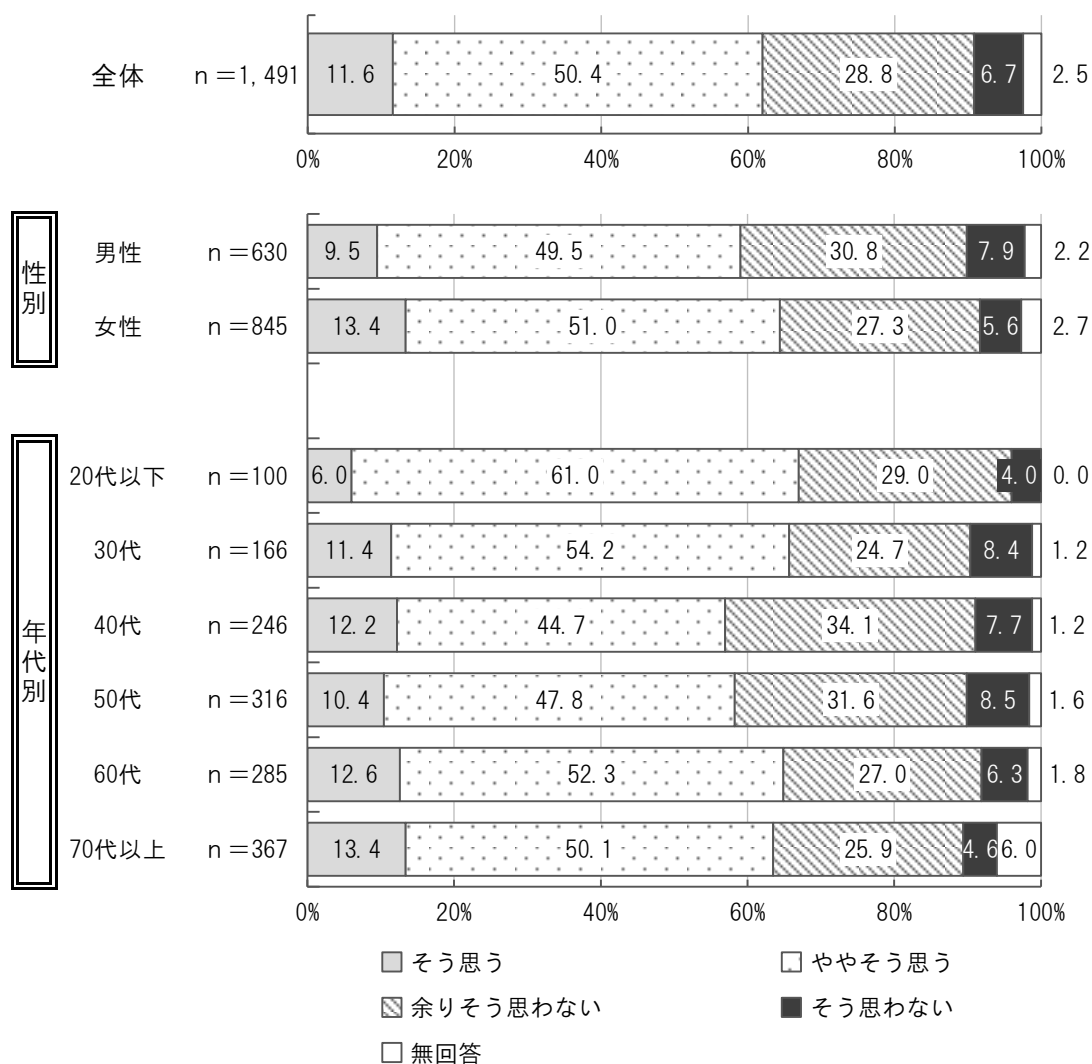 全体 n=1,491 11.6 50.4 28.8 6.7 2.5
0% 20% 40% 60% 80% 100%
性別
男性 n=630 9.5 49.5 30.8 7.9 2.2
女性 n=845 13.4 51.0 27.3 5.6 2.7
年代別
20代以下 n=100 6.0 61.0 29.0 4.0 0.0
30代 n=166 11.4 54.2 24.7 8.4 1.2
40代 n=246 12.2 44.7 34.1 7.7 1.2
50代 n=316 10.4 47.8 31.6 8.5 1.6
60代 n=285 12.6 52.3 27.0 6.3 1.8
70代以上 n=367 13.4 50.1 25.9 4.6 6.0
0% 20% 40% 60% 80% 100%
そう思う ややそう思う
余りそう思わない そう思わない
無回答